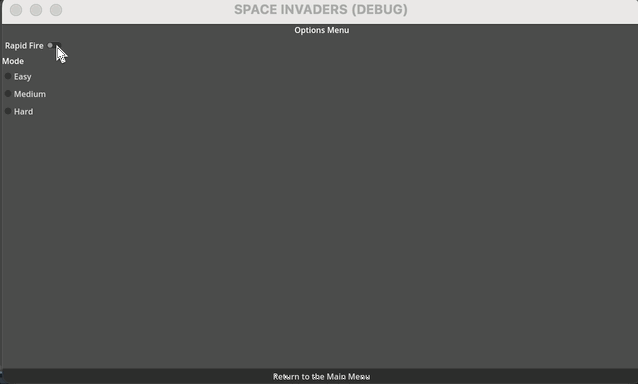 SPACE INVADERS (DEBUG)
Options Menu
Rapid Fire
Mode
Easy
Medium
Hard
Return to the Main Menu